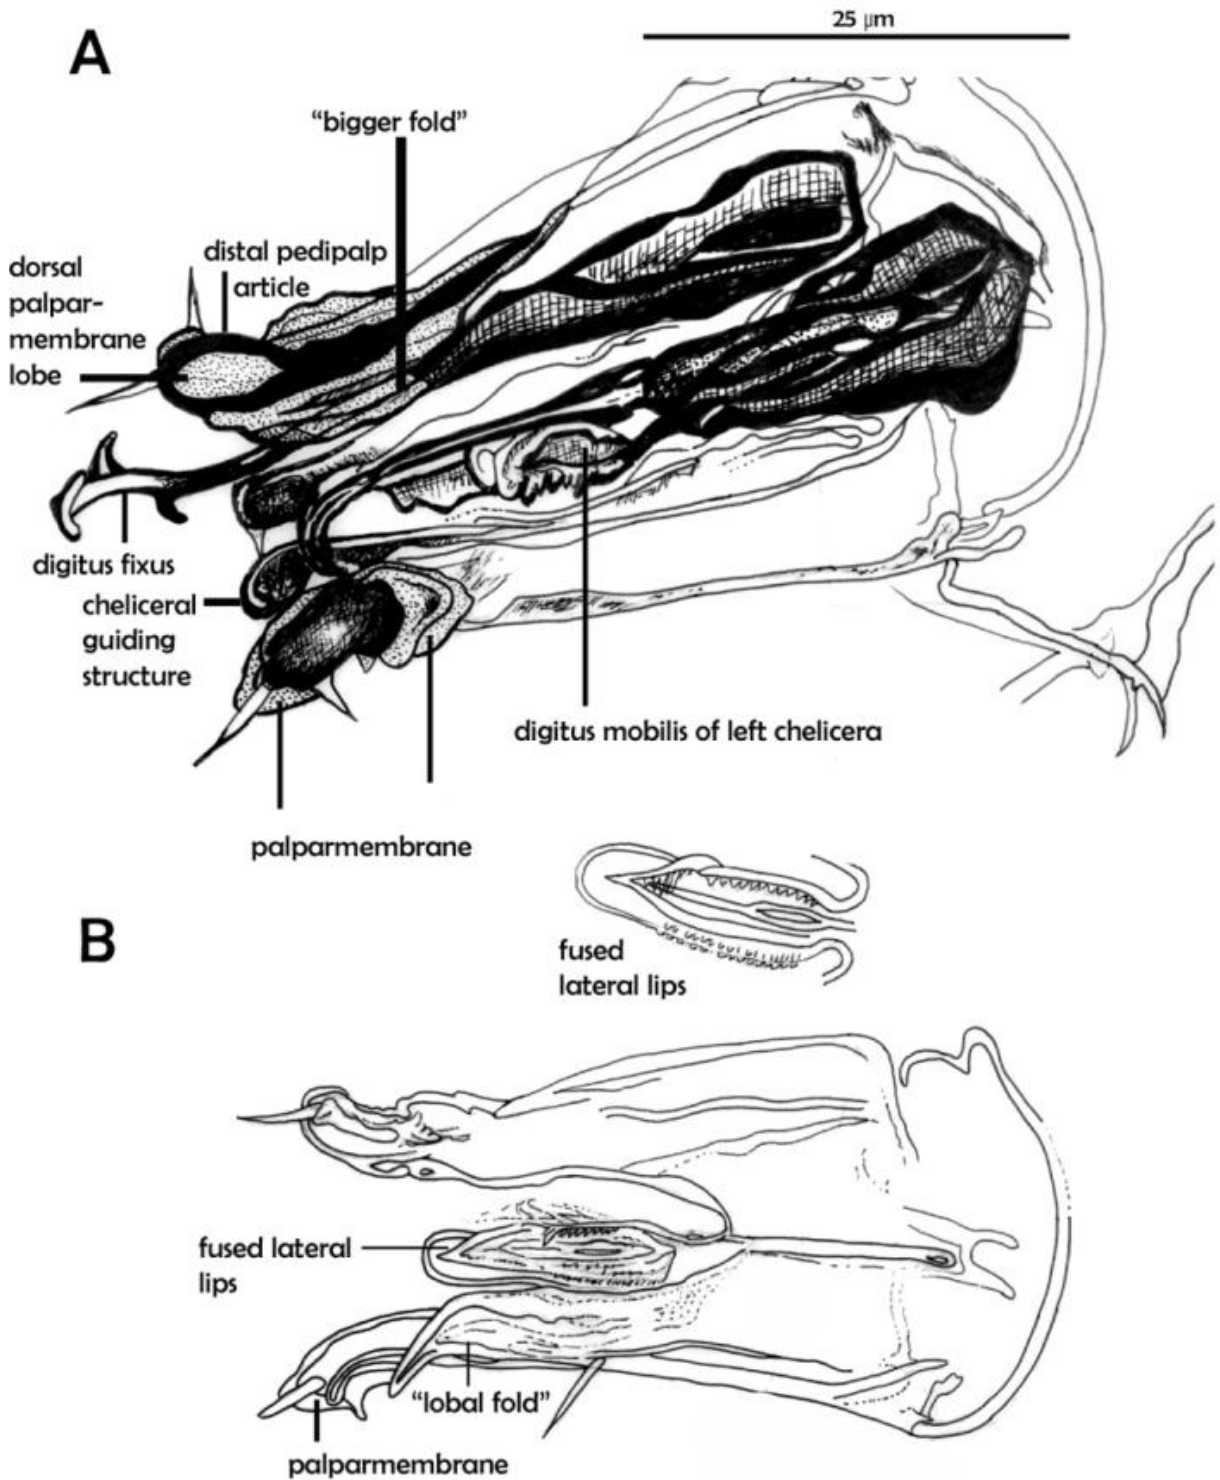 A
25 μm
“bigger fold”
distal pedipalp
article
dorsal
palpar-
membrane
lobe
digitus fixus
cheliceral
guiding
structure
digitus mobilis of left chelicera
palparmembrane
B
fused
lateral lips
fused lateral
lips
“lobal fold”
palparmembrane